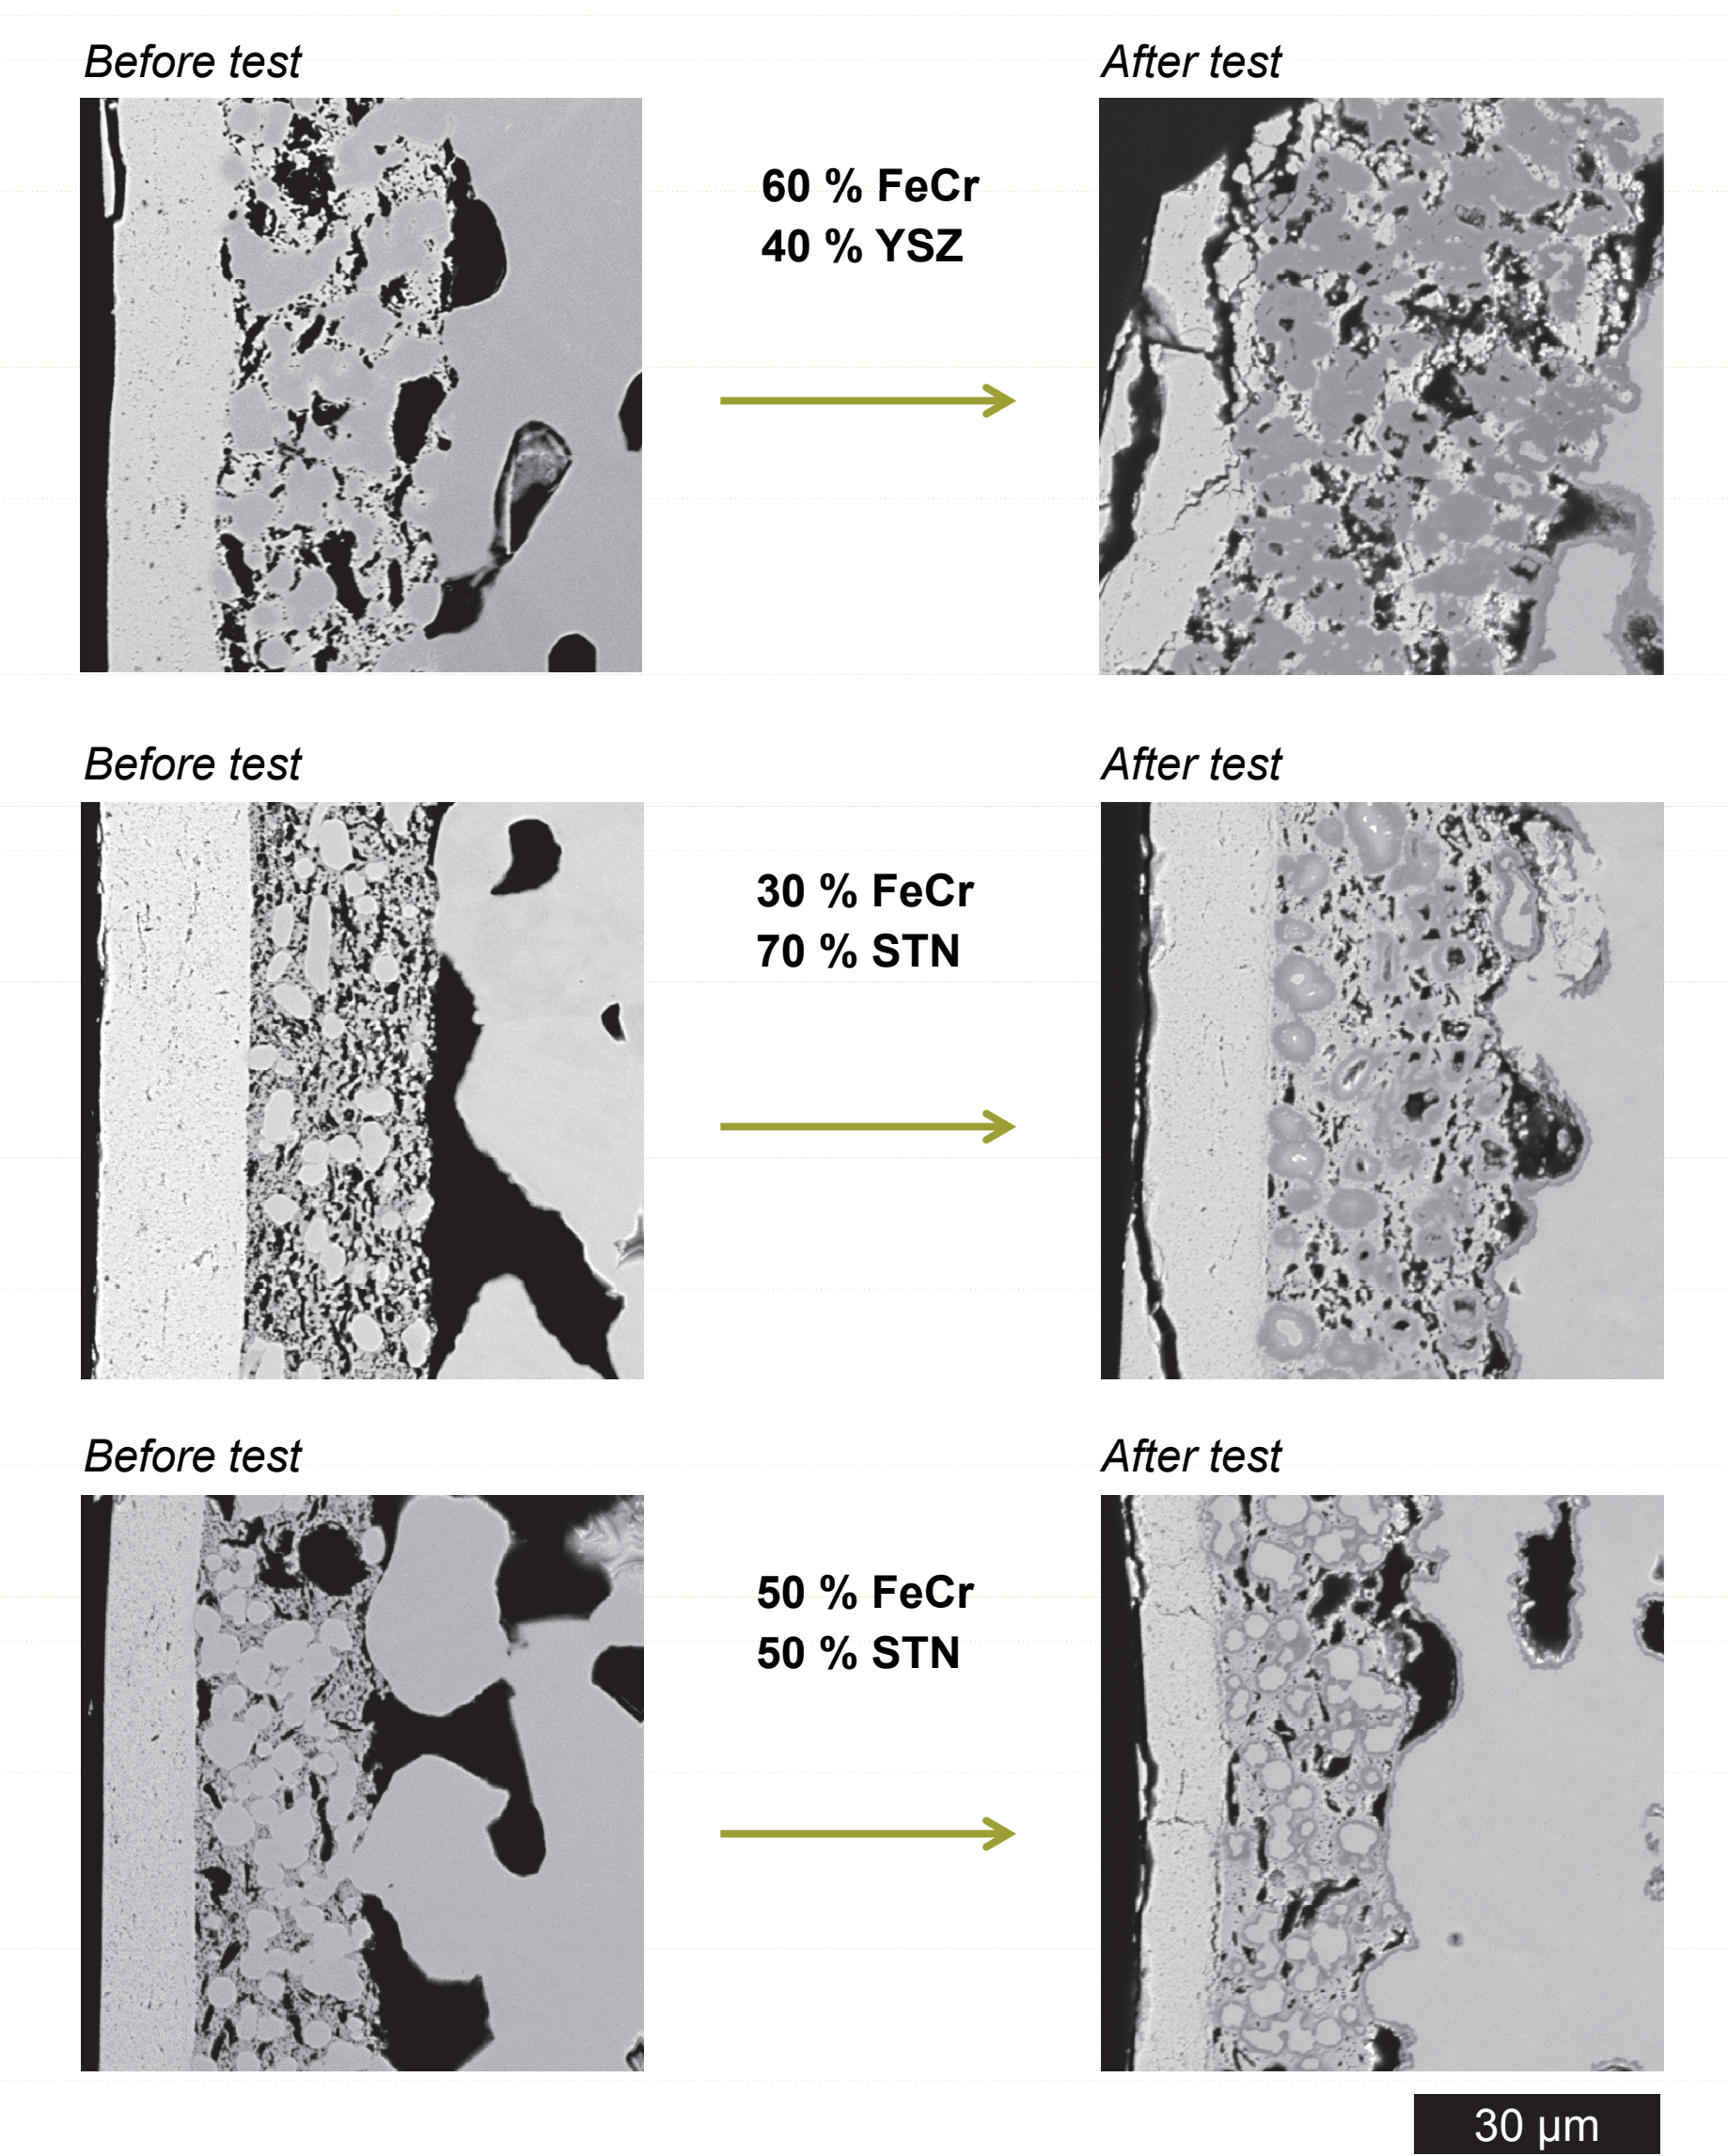 Before test
After test
60 % FeCr
40 % YSZ
Before test
After test
30 % FeCr
70 % STN
Before test
After test
50 % FeCr
50 % STN
30 µm